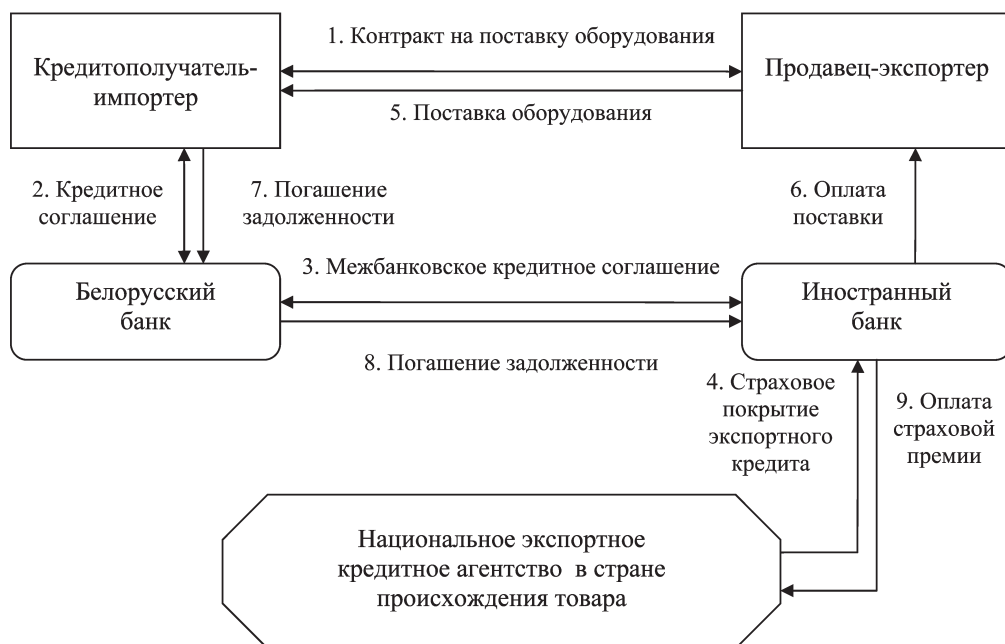 1. Контракт на поставку оборудования
Кредитополучатель-
импортер
Продавец-экспортер
5. Поставка оборудования
2. Кредитное
соглашение
7. Погашение
задолженности
6. Оплата
поставки
3. Межбанковское кредитное соглашение
Белорусский
банк
Иностранный
банк
8. Погашение задолженности
4. Страховое
покрытие
экспортного
кредита
9. Оплата
страховой
премии
Национальное экспортное
кредитное агентство в стране
происхождения товара